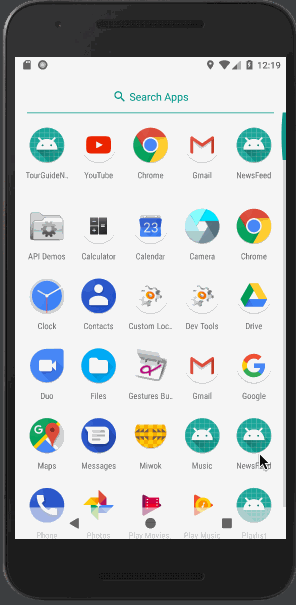 12:19
Search Apps
TourGuideN.. YouTube Chrome Gmail NewsFeed
API Demos Calculator Calendar Camera Chrome
23
Clock Contacts Custom Loc.. Dev Tools Drive
Duo Files Gestures Bu.. Gmail Google
Maps Messages Miwok Music NewsFeed
Phone Photos Play Movies Play Music Playlist